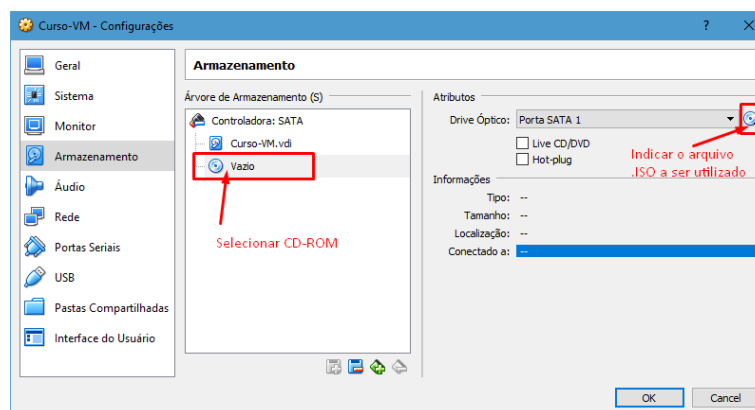 Curso-VM - Configurações
?
Geral
Sistema
Monitor
Armazenamento
Áudio
Rede
Portas Seriais
USB
Pastas Compartilhadas
Interface do Usuário
Armazenamento
Árvore de Armazenamento (S)
Controladora: SATA
Curso-VM.vdi
Vazio
Selecionar CD-ROM
Atributos
Drive Óptico: Porta SATA 1
Live CD/DVD
Hot-plug
Indicar o arquivo
.ISO a ser utilizado
Informações
Tipo: --
Tamanho: --
Localização: --
Conectado a: --
OK
Cancel